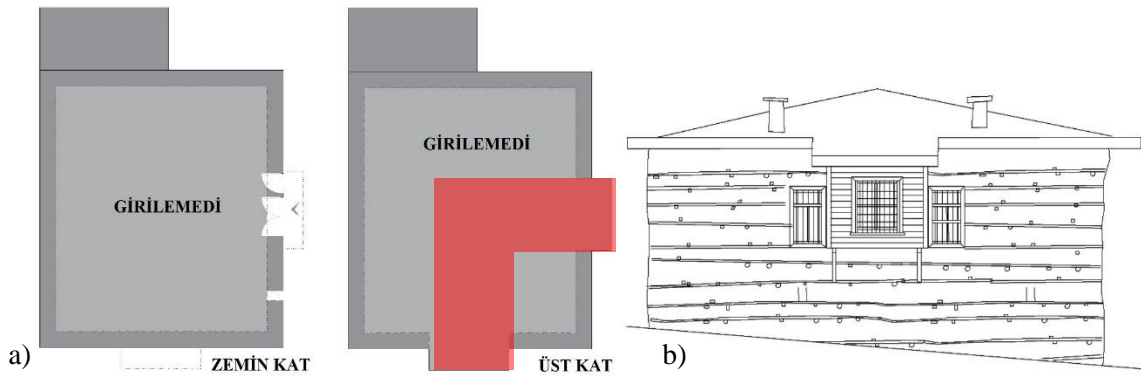 GİRİLEMEDİ
GİRİLEMEDİ
a)
ZEMİN KAT
ÜST KAT
b)